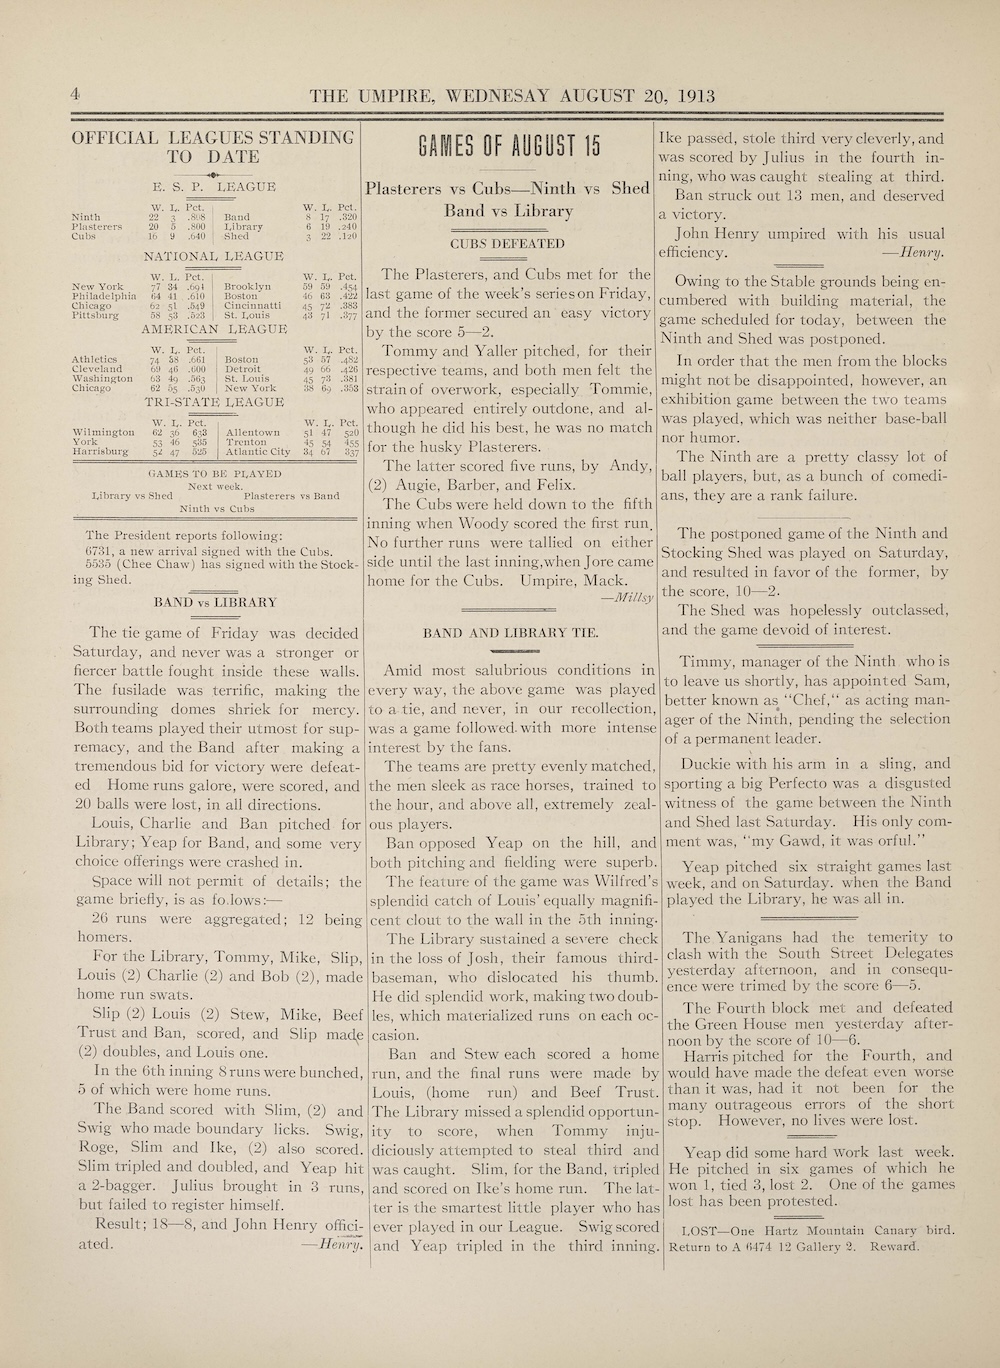 4
THE UMPIRE, WEDNESAY AUGUST 20, 1913
OFFICIAL LEAGUES STANDING
TO DATE
E. S. P. LEAGUE
W. L. Pct. W. L. Pct.
Ninth 22 3 .808 Band 8 17 .320
Plasterers 20 5 .800 Library 6 19 .240
Cubs 16 9 .640 Shed 3 22 .120
NATIONAL LEAGUE
W. L. Pct. W. L. Pct.
New York 77 34 .694 Brooklyn 59 59 .454
Philadelphia 64 41 .610 Boston 46 63 .422
Chicago 62 51 .549 Cincinnatti 45 72 .383
Pittsburg 58 53 .523 St. Louis 43 71 .377
AMERICAN LEAGUE
W. L. Pct. W. L. Pct.
Athletics 74 58 .661 Boston 53 57 .482
Cleveland 69 46 .600 Detroit 49 66 .426
Washington 63 49 .563 St. Louis 45 73 .381
Chicago 62 55 .530 New York 38 69 .353
TRI-STATE LEAGUE
W. L. Pct. W. L. Pct.
Wilmington 62 36 633 Allentown 51 47 520
York 53 46 535 Trenton 45 54 455
Harrisburg 52 47 525 Atlantic City 34 67 337
GAMES TO BE PLAYED
Next week.
Library vs Shed Plasterers vs Band
Ninth vs Cubs
The President reports following:
6731, a new arrival signed with the Cubs.
5535 (Chee Chaw) has signed with the Stock-
ing Shed.
BAND vs LIBRARY
The tie game of Friday was decided
Saturday, and never was a stronger or
fiercer battle fought inside these walls.
The fusilade was terrific, making the
surrounding domes shriek for mercy.
Both teams played their utmost for sup-
remacy, and the Band after making a
tremendous bid for victory were defeat-
ed Home runs galore, were scored, and
20 balls were lost, in all directions.
Louis, Charlie and Ban pitched for
Library; Yeap for Band, and some very
choice offerings were crashed in.
Space will not permit of details; the
game briefly, is as fo.lows:—
26 runs were aggregated; 12 being
homers.
For the Library, Tommy, Mike, Slip,
Louis (2) Charlie (2) and Bob (2), made
home run swats.
Slip (2) Louis (2) Stew, Mike, Beef
Trust and Ban, scored, and Slip made
(2) doubles, and Louis one.
In the 6th inning 8 runs were bunched,
5 of which were home runs.
The Band scored with Slim, (2) and
Swig who made boundary licks. Swig,
Roge, Slim and Ike, (2) also scored.
Slim tripled and doubled, and Yeap hit
a 2-bagger. Julius brought in 3 runs,
but failed to register himself.
Result; 18—8, and John Henry offici-
ated. —Henry.
GAMES OF AUGUST 15
Plasterers vs Cubs—Ninth vs Shed
Band vs Library
CUBS DEFEATED
The Plasterers, and Cubs met for the
last game of the week's series on Friday,
and the former secured an easy victory
by the score 5—2.
Tommy and Yaller pitched, for their
respective teams, and both men felt the
strain of overwork, especially Tommie,
who appeared entirely outdone, and al-
though he did his best, he was no match
for the husky Plasterers.
The latter scored five runs, by Andy,
(2) Augie, Barber, and Felix.
The Cubs were held down to the fifth
inning when Woody scored the first run.
No further runs were tallied on either
side until the last inning,when Jore came
home for the Cubs. Umpire, Mack.
—Millsy
BAND AND LIBRARY TIE.
Amid most salubrious conditions in
every way, the above game was played
to a tie, and never, in our recollection,
was a game followed. with more intense
interest by the fans.
The teams are pretty evenly matched,
the men sleek as race horses, trained to
the hour, and above all, extremely zeal-
ous players.
Ban opposed Yeap on the hill, and
both pitching and fielding were superb.
The feature of the game was Wilfred's
splendid catch of Louis' equally magnifi-
cent clout to the wall in the 5th inning.
The Library sustained a severe check
in the loss of Josh, their famous third-
baseman, who dislocated his thumb.
He did splendid work, making two doub-
les, which materialized runs on each oc-
casion.
Ban and Stew each scored a home
run, and the final runs were made by
Louis, (home run) and Beef Trust.
The Library missed a splendid opportun-
ity to score, when Tommy inju-
diciously attempted to steal third and
was caught. Slim, for the Band, tripled
and scored on Ike's home run. The lat-
ter is the smartest little player who has
ever played in our League. Swig scored
and Yeap tripled in the third inning.
Ike passed, stole third very cleverly, and
was scored by Julius in the fourth in-
ning, who was caught stealing at third.
Ban struck out 13 men, and deserved
a victory.
John Henry umpired with his usual
efficiency. —Henry.
Owing to the Stable grounds being en-
cumbered with building material, the
game scheduled for today, between the
Ninth and Shed was postponed.
In order that the men from the blocks
might not be disappointed, however, an
exhibition game between the two teams
was played, which was neither base-ball
nor humor.
The Ninth are a pretty classy lot of
ball players, but, as a bunch of comedi-
ans, they are a rank failure.
The postponed game of the Ninth and
Stocking Shed was played on Saturday,
and resulted in favor of the former, by
the score, 10—2.
The Shed was hopelessly outclassed,
and the game devoid of interest.
Timmy, manager of the Ninth who is
to leave us shortly, has appointed Sam,
better known as "Chef," as acting man-
ager of the Ninth, pending the selection
of a permanent leader.
Duckie with his arm in a sling, and
sporting a big Perfecto was a disgusted
witness of the game between the Ninth
and Shed last Saturday. His only com-
ment was, "my Gawd, it was orful."
Yeap pitched six straight games last
week, and on Saturday. when the Band
played the Library, he was all in.
The Yanigans had the temerity to
clash with the South Street Delegates
yesterday afternoon, and in consequ-
ence were trimed by the score 6—5.
The Fourth block met and defeated
the Green House men yesterday after-
noon by the score of 10—6.
Harris pitched for the Fourth, and
would have made the defeat even worse
than it was, had it not been for the
many outrageous errors of the short
stop. However, no lives were lost.
Yeap did some hard work last week.
He pitched in six games of which he
won 1, tied 3, lost 2. One of the games
lost has been protested.
LOST—One Hartz Mountain Canary bird.
Return to A 6474 12 Gallery 2. Reward.